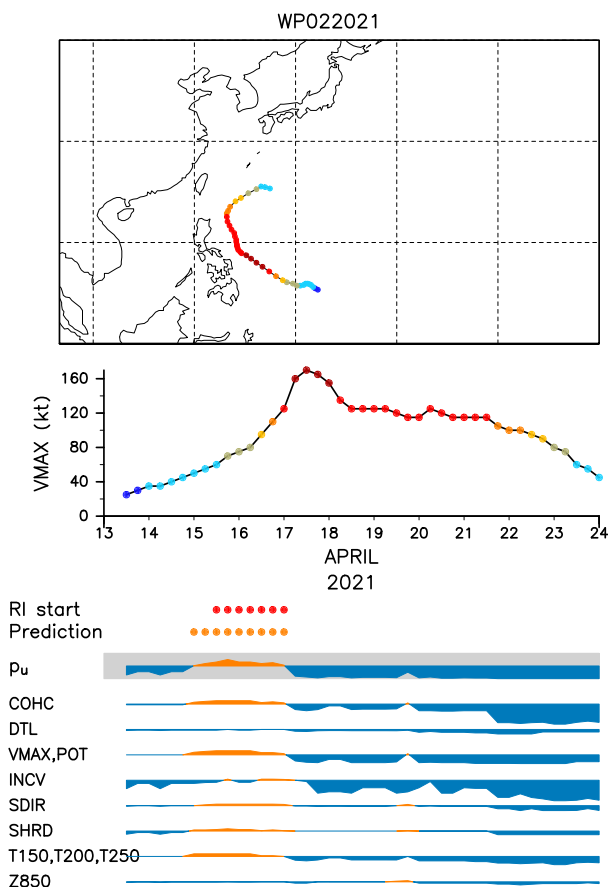 WP022021
160
120
80
40
0
VMAX (kt)
13 14 15 16 17 18 19 20 21 22 23 24
APRIL
2021
RI start
Prediction
pu
COHC
DTL
VMAX,POT
INCV
SDIR
SHRD
T150,T200,T250
Z850